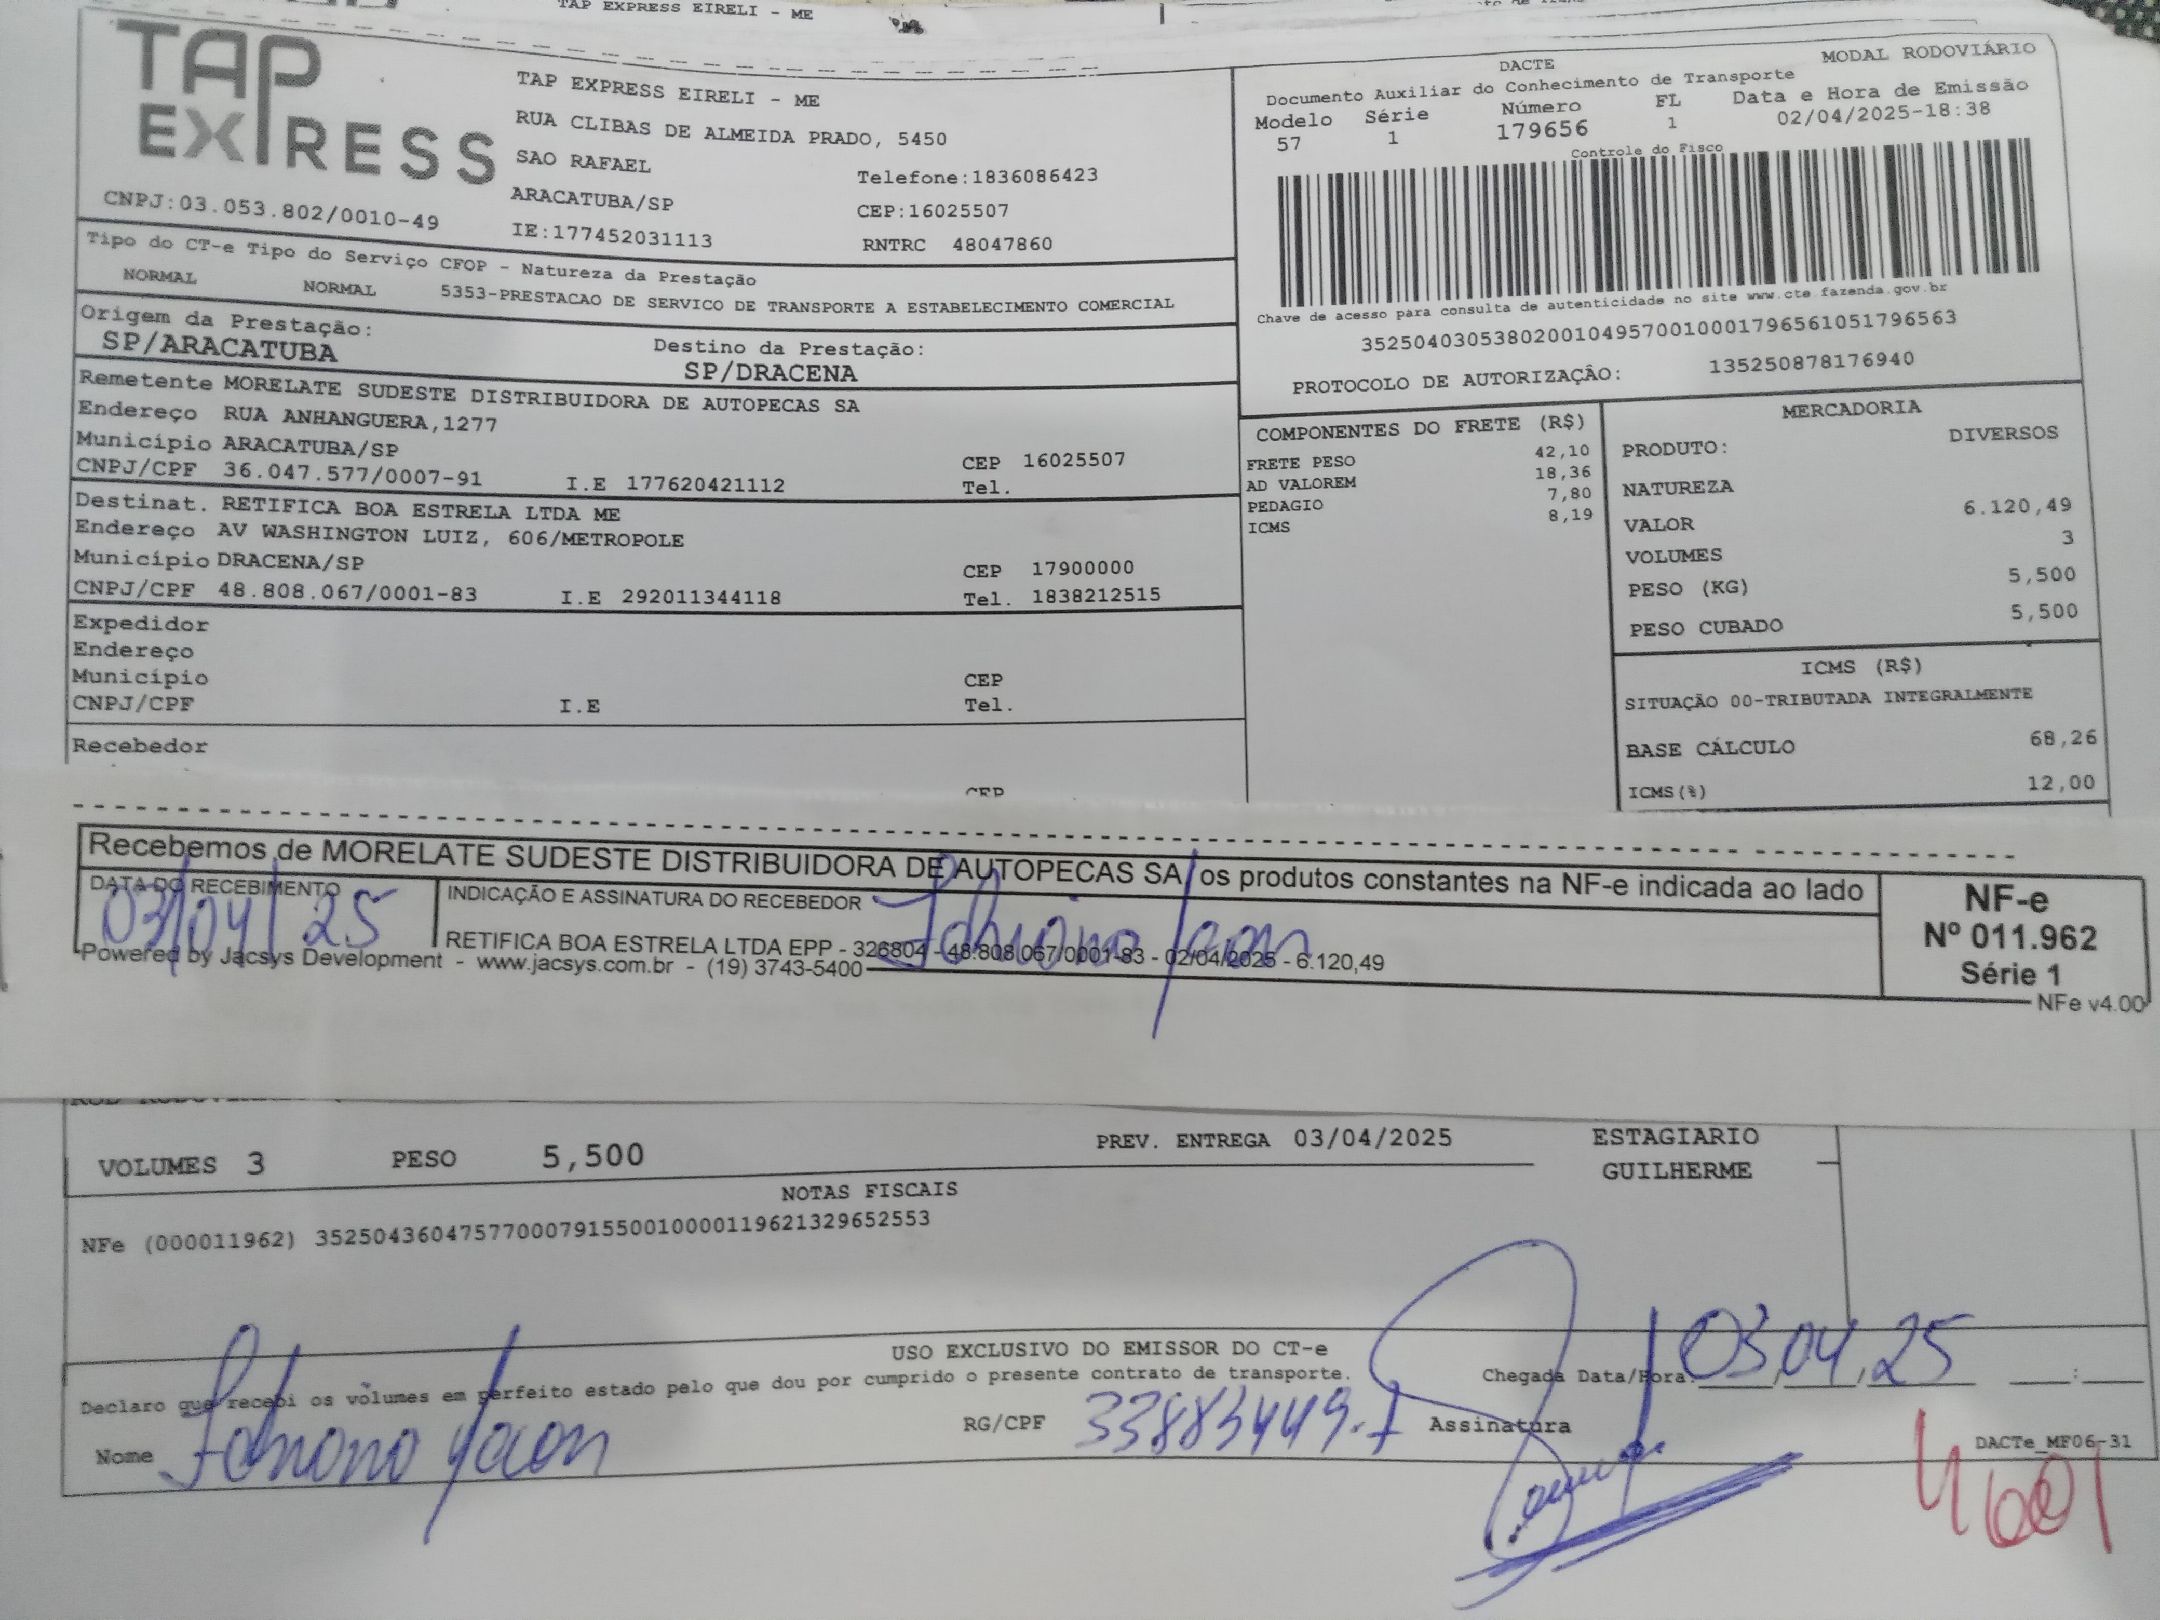 TAP EXPRESS EIRELI - ME
TAP
EXPRESS
CNPJ:03.053.802/0010-49
TAP EXPRESS EIRELI - ME
RUA CLIBAS DE ALMEIDA PRADO, 5450
SAO RAFAEL
Telefone:1836086423
ARACATUBA/SP
CEP:16025507
IE:177452031113
RNTRC 48047860
DACTE
MODAL RODOVIÁRIO
Documento Auxiliar do Conhecimento de Transporte
Modelo Série Número FL Data e Hora de Emissão
57 1 179656 1 02/04/2025-18:38
Controle do Fisco
Chave de acesso para consulta de autenticidade no site www.cte.fazenda.gov.br
35250403053802001049570010001796561051796563
PROTOCOLO DE AUTORIZAÇÃO: 135250878176940
Tipo do CT-e Tipo do Serviço CFOP - Natureza da Prestação
NORMAL NORMAL 5353-PRESTACAO DE SERVICO DE TRANSPORTE A ESTABELECIMENTO COMERCIAL
Origem da Prestação:
SP/ARACATUBA
Destino da Prestação:
SP/DRACENA
Remetente MORELATE SUDESTE DISTRIBUIDORA DE AUTOPECAS SA
Endereço RUA ANHANGUERA,1277
Município ARACATUBA/SP
CEP 16025507
CNPJ/CPF 36.047.577/0007-91 I.E 177620421112 Tel.
Destinat. RETIFICA BOA ESTRELA LTDA ME
Endereço AV WASHINGTON LUIZ, 606/METROPOLE
Município DRACENA/SP CEP 17900000
CNPJ/CPF 48.808.067/0001-83 I.E 292011344118 Tel. 1838212515
Expedidor
Endereço
Município CEP
CNPJ/CPF I.E Tel.
Recebedor
CEP
COMPONENTES DO FRETE (R$)
FRETE PESO 42,10
AD VALOREM 18,36
PEDAGIO 7,80
ICMS 8,19
MERCADORIA
PRODUTO: DIVERSOS
NATUREZA
VALOR 6.120,49
VOLUMES 3
PESO (KG) 5,500
PESO CUBADO 5,500
ICMS (R$)
SITUAÇÃO 00-TRIBUTADA INTEGRALMENTE
BASE CÁLCULO 68,26
ICMS(%) 12,00
Recebemos de MORELATE SUDESTE DISTRIBUIDORA DE AUTOPECAS SA os produtos constantes na NF-e indicada ao lado
DATA DO RECEBIMENTO
03/04/25
INDICAÇÃO E ASSINATURA DO RECEBEDOR
RETIFICA BOA ESTRELA LTDA EPP - 326804 - 48.808.067/0001-83 - 02/04/2025 - 6.120,49
Powered by Jacsys Development - www.jacsys.com.br - (19) 3743-5400
NF-e
Nº 011.962
Série 1
NFe v4.00
VOLUMES 3 PESO 5,500
PREV. ENTREGA 03/04/2025
ESTAGIARIO
GUILHERME
NOTAS FISCAIS
NFe (000011962) 35250436047577000791550010000119621329652553
USO EXCLUSIVO DO EMISSOR DO CT-e
Declaro que recebi os volumes em perfeito estado pelo que dou por cumprido o presente contrato de transporte.
Chegada Data/Hora: 03,04,25 :
Nome
RG/CPF 33883449-7 Assinatura
DACTe_MF06-31